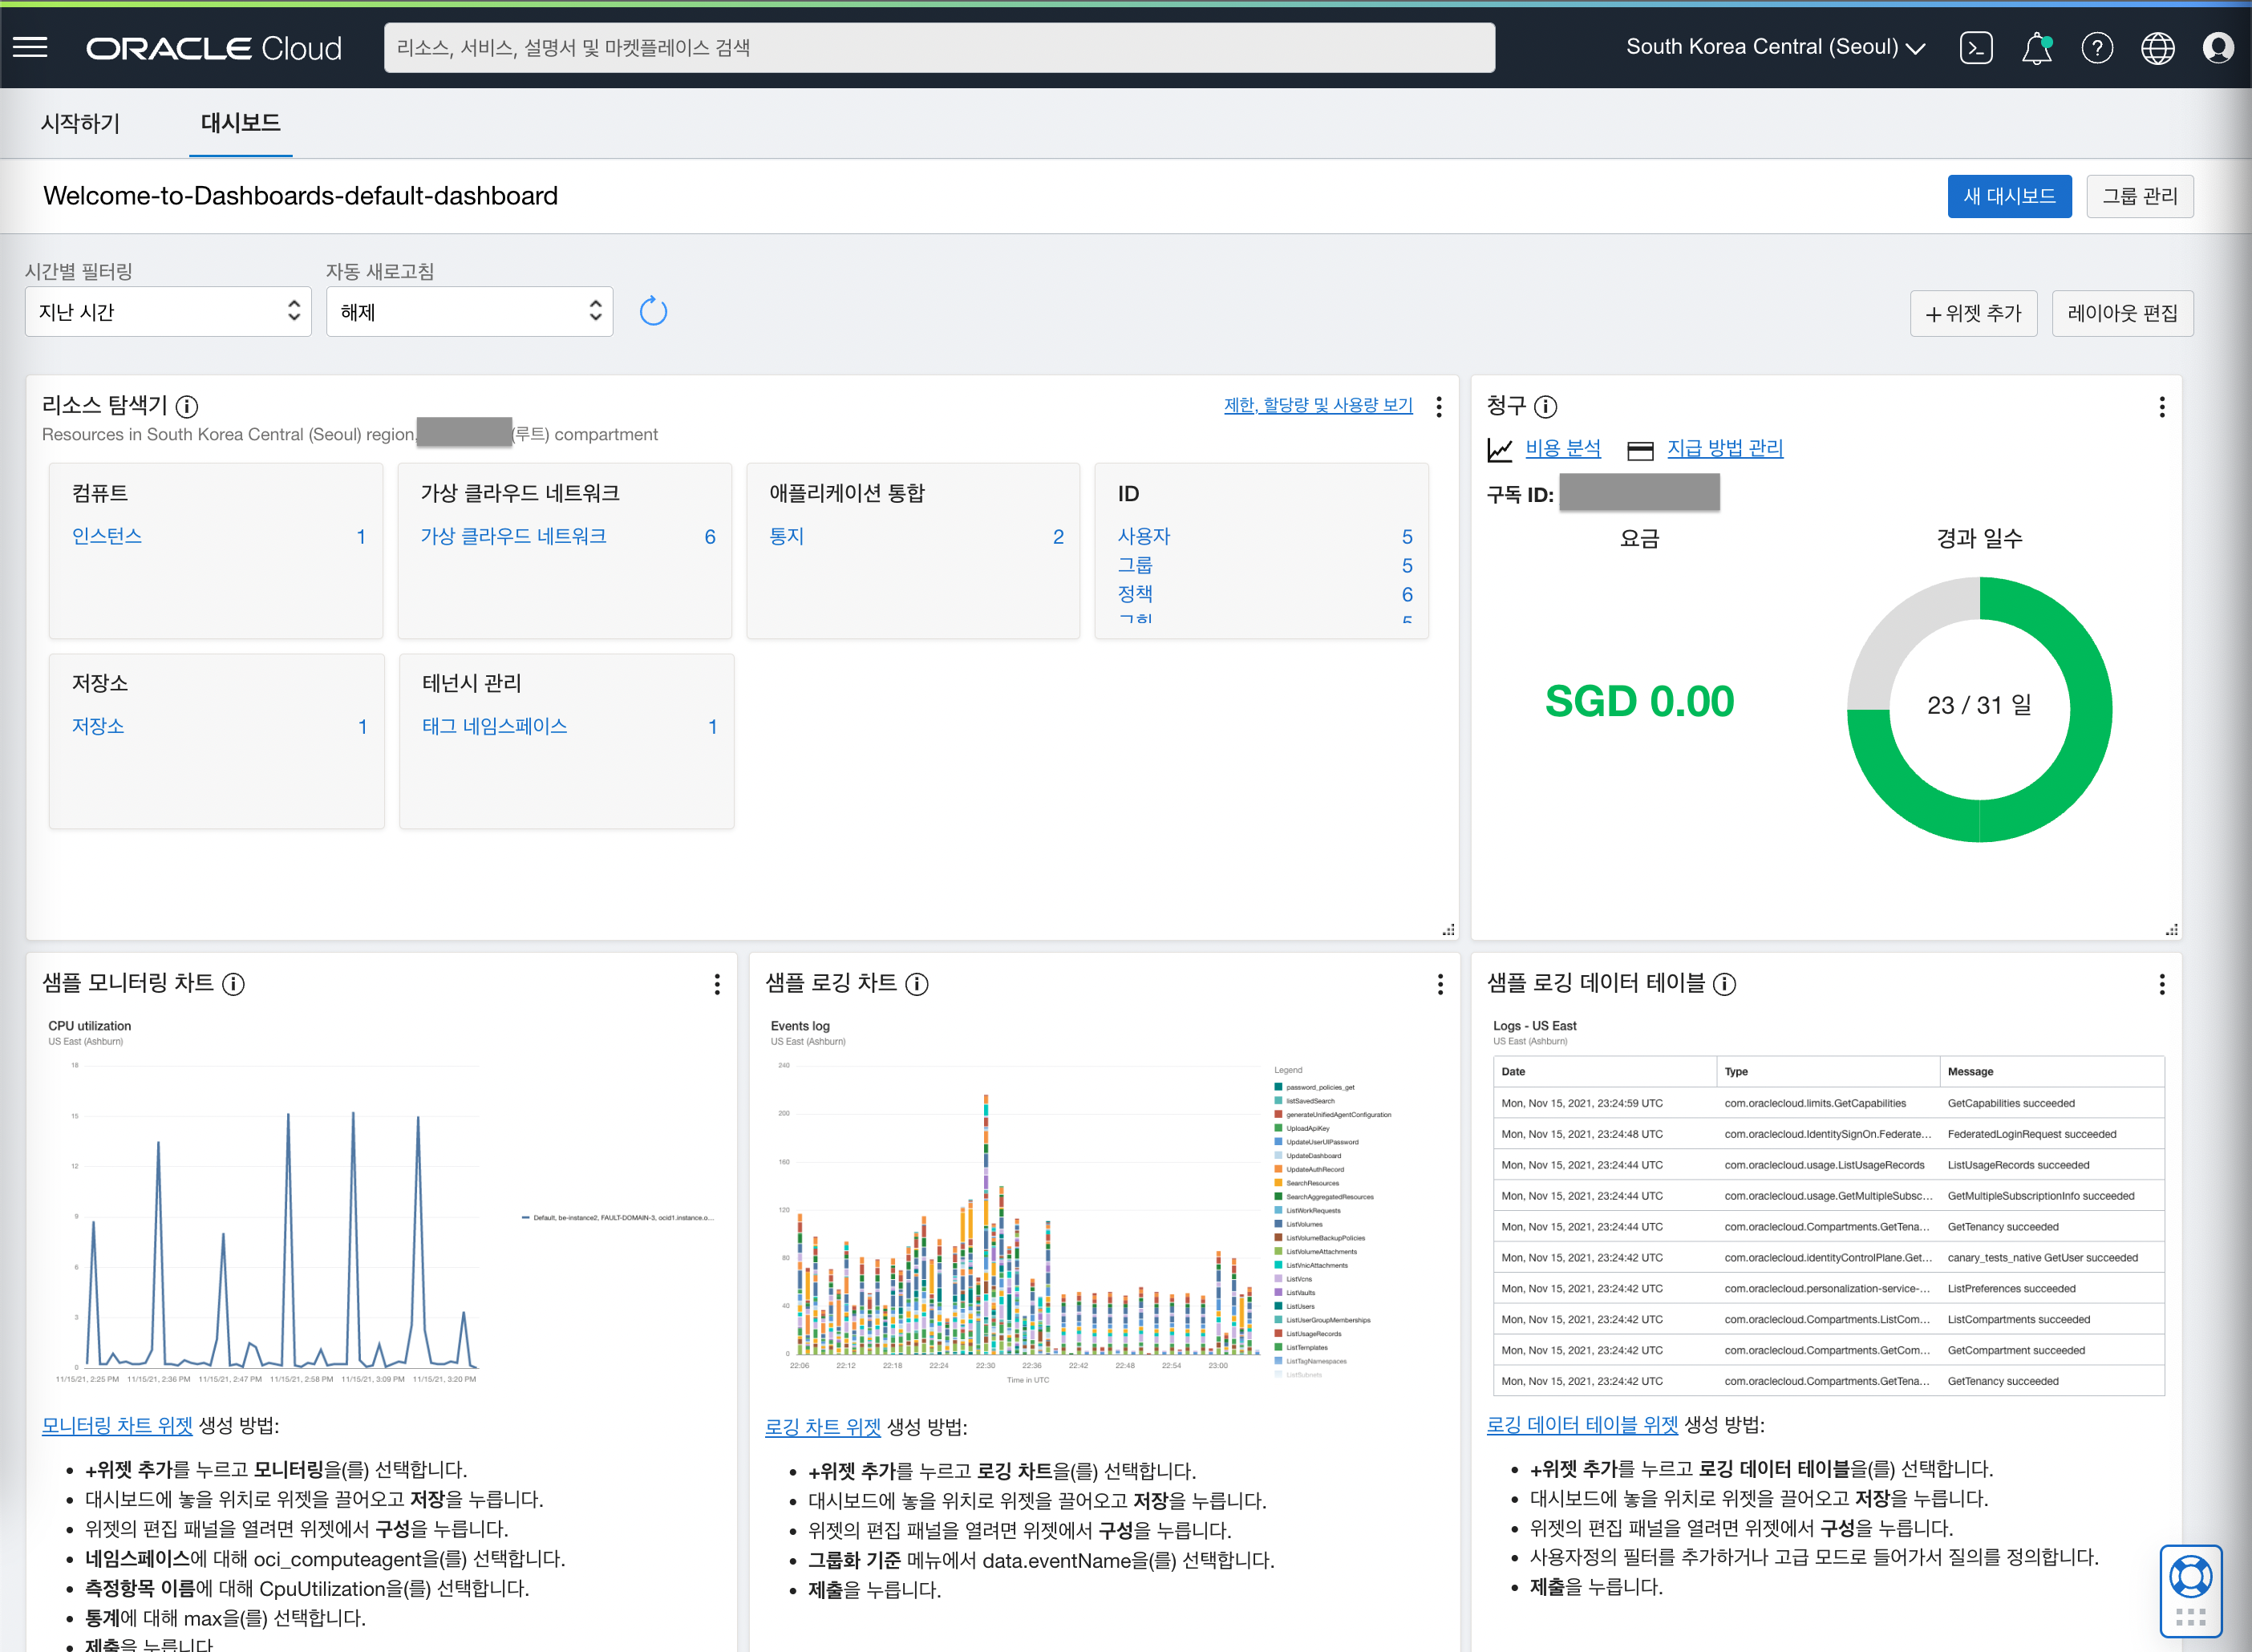 ORACLE Cloud
리소스, 서비스, 설명서 및 마켓플레이스 검색
South Korea Central (Seoul)
시작하기
대시보드
Welcome-to-Dashboards-default-dashboard
새 대시보드
그룹 관리
시간별 필터링
자동 새로고침
지난 시간
해제
+위젯 추가
레이아웃 편집
리소스 탐색기
제한, 할당량 및 사용량 보기
Resources in South Korea Central (Seoul) region, (루트) compartment
컴퓨트
인스턴스 1
가상 클라우드 네트워크
가상 클라우드 네트워크 6
애플리케이션 통합
통지 2
ID
사용자 5
그룹 5
정책 6
5
저장소
저장소 1
테넌시 관리
태그 네임스페이스 1
청구
비용 분석
지급 방법 관리
구독 ID:
요금
경과 일수
SGD 0.00
23 / 31 일
샘플 모니터링 차트
CPU utilization
US East (Ashburn)
18
15
12
9
6
3
0
11/15/21, 2:25 PM 11/15/21, 2:36 PM 11/15/21, 2:47 PM 11/15/21, 2:58 PM 11/15/21, 3:09 PM 11/15/21, 3:20 PM
Default, be-instance2, FAULT-DOMAIN-3, ocid1.instance.o...
모니터링 차트 위젯 생성 방법:
+위젯 추가를 누르고 모니터링을(를) 선택합니다.
대시보드에 놓을 위치로 위젯을 끌어오고 저장을 누릅니다.
위젯의 편집 패널을 열려면 위젯에서 구성을 누릅니다.
네임스페이스에 대해 oci_computeagent을(를) 선택합니다.
측정항목 이름에 대해 CpuUtilization을(를) 선택합니다.
통계에 대해 max을(를) 선택합니다.
제출을 누릅니다
샘플 로깅 차트
Events log
US East (Ashburn)
240
200
160
120
80
40
0
22:06 22:12 22:18 22:24 22:30 22:36 22:42 22:48 22:54 23:00
Time in UTC
Legend
password_policies_get
listSavedSearch
generateUnifiedAgentConfiguration
UploadApiKey
UpdateUserUIPassword
UpdateDashboard
UpdateAuthRecord
SearchResources
SearchAggregatedResources
ListWorkRequests
ListVolumes
ListVolumeBackupPolicies
ListVolumeAttachments
ListVnicAttachments
ListVcns
ListVaults
ListUsers
ListUserGroupMemberships
ListUsageRecords
ListTemplates
ListTagNamespaces
ListSubnets
로깅 차트 위젯 생성 방법:
+위젯 추가를 누르고 로깅 차트을(를) 선택합니다.
대시보드에 놓을 위치로 위젯을 끌어오고 저장을 누릅니다.
위젯의 편집 패널을 열려면 위젯에서 구성을 누릅니다.
그룹화 기준 메뉴에서 data.eventName을(를) 선택합니다.
제출을 누릅니다.
샘플 로깅 데이터 테이블
Logs - US East
US East (Ashburn)
Date Type Message
Mon, Nov 15, 2021, 23:24:59 UTC com.oraclecloud.limits.GetCapabilities GetCapabilities succeeded
Mon, Nov 15, 2021, 23:24:48 UTC com.oraclecloud.IdentitySignOn.Federate... FederatedLoginRequest succeeded
Mon, Nov 15, 2021, 23:24:44 UTC com.oraclecloud.usage.ListUsageRecords ListUsageRecords succeeded
Mon, Nov 15, 2021, 23:24:44 UTC com.oraclecloud.usage.GetMultipleSubsc... GetMultipleSubscriptionInfo succeeded
Mon, Nov 15, 2021, 23:24:44 UTC com.oraclecloud.Compartments.GetTena... GetTenancy succeeded
Mon, Nov 15, 2021, 23:24:42 UTC com.oraclecloud.identityControlPlane.Get... canary_tests_native GetUser succeeded
Mon, Nov 15, 2021, 23:24:42 UTC com.oraclecloud.personalization-service-... ListPreferences succeeded
Mon, Nov 15, 2021, 23:24:42 UTC com.oraclecloud.Compartments.ListCom... ListCompartments succeeded
Mon, Nov 15, 2021, 23:24:42 UTC com.oraclecloud.Compartments.GetCom... GetCompartment succeeded
Mon, Nov 15, 2021, 23:24:42 UTC com.oraclecloud.Compartments.GetTena... GetTenancy succeeded
로깅 데이터 테이블 위젯 생성 방법:
+위젯 추가를 누르고 로깅 데이터 테이블을(를) 선택합니다.
대시보드에 놓을 위치로 위젯을 끌어오고 저장을 누릅니다.
위젯의 편집 패널을 열려면 위젯에서 구성을 누릅니다.
사용자정의 필터를 추가하거나 고급 모드로 들어가서 질의를 정의합니다.
제출을 누릅니다.